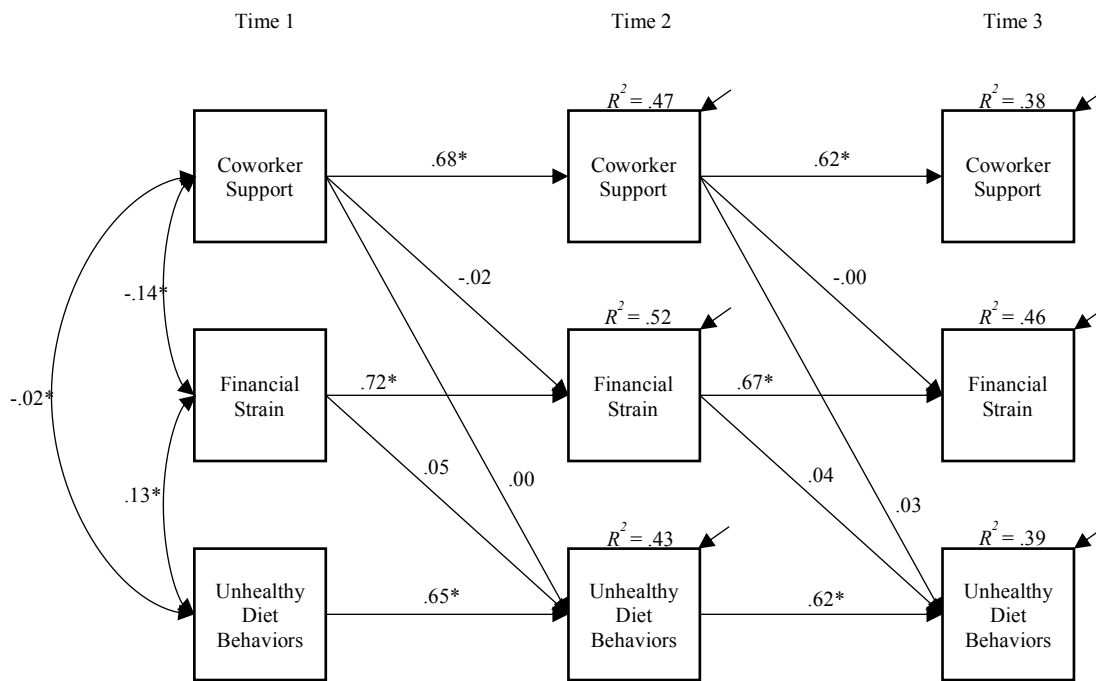 Time 1
Time 2
Time 3
R² = .47
R² = .38
Coworker
Support
.68*
Coworker
Support
.62*
Coworker
Support
-.14*
-.02
-.00
R² = .52
R² = .46
-.02*
Financial
Strain
.72*
Financial
Strain
.67*
Financial
Strain
.13*
.05
.00
.04
.03
R² = .43
R² = .39
Unhealthy
Diet
Behaviors
.65*
Unhealthy
Diet
Behaviors
.62*
Unhealthy
Diet
Behaviors